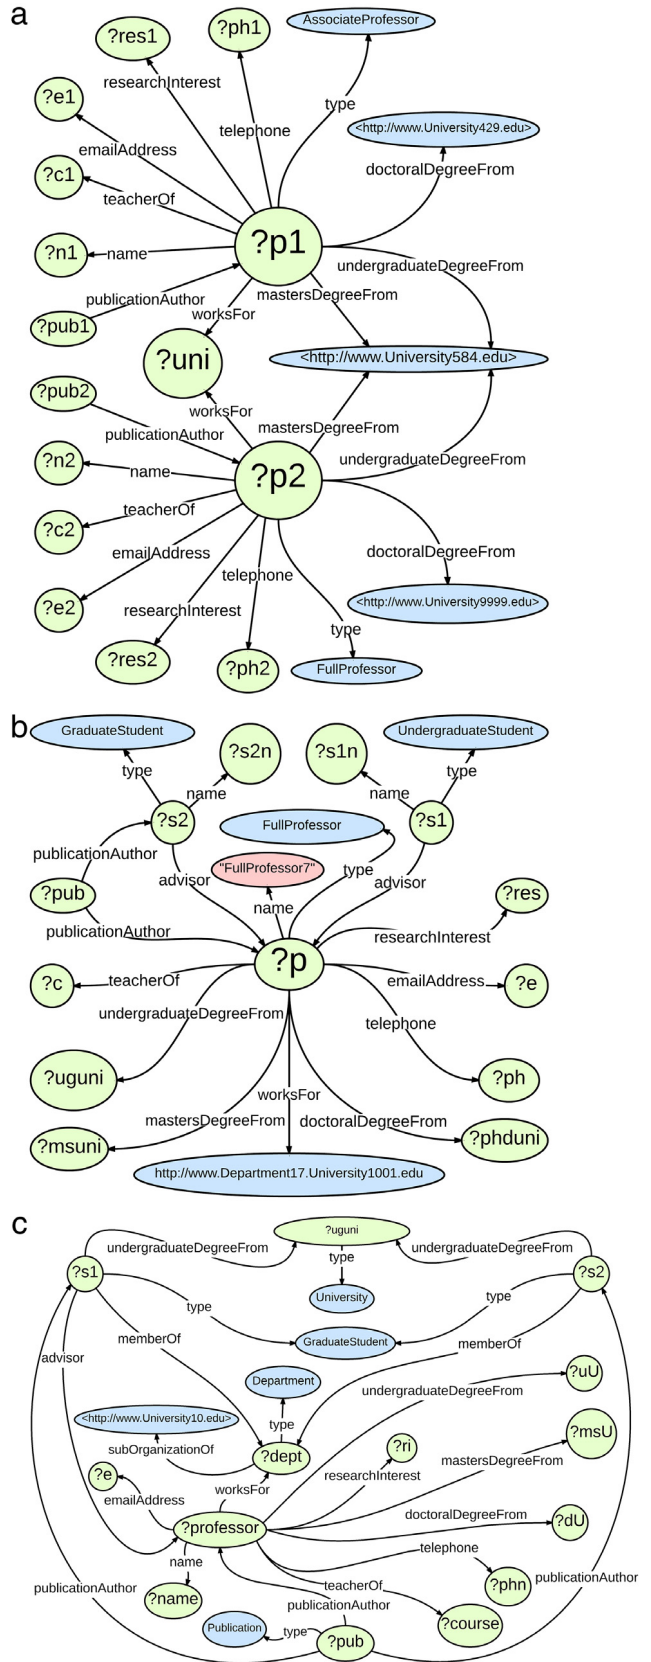 a
?res1
?ph1
AssociateProfessor
researchInterest
?e1
type
telephone
<http://www.University429.edu>
emailAddress
doctoralDegreeFrom
?c1
teacherOf
?p1
?n1
name
undergraduateDegreeFrom
mastersDegreeFrom
publicationAuthor
worksFor
?pub1
?uni
<http://www.University584.edu>
?pub2
worksFor
mastersDegreeFrom
publicationAuthor
undergraduateDegreeFrom
?n2
name
?p2
teacherOf
?c2
emailAddress
doctoralDegreeFrom
telephone
?e2
researchInterest
<http://www.University9999.edu>
type
?res2
?ph2
FullProfessor
b
GraduateStudent
?s2n
?s1n
UndergraduateStudent
type
name
name
type
?s2
FullProfessor
?s1
publicationAuthor
"FullProfessor7"
type
advisor
advisor
?pub
name
?res
publicationAuthor
researchInterest
?p
?c
teacherOf
emailAddress
?e
undergraduateDegreeFrom
telephone
?uguni
worksFor
?ph
mastersDegreeFrom
doctoralDegreeFrom
?msuni
?phduni
http://www.Department17.University1001.edu
c
?uguni
undergraduateDegreeFrom
undergraduateDegreeFrom
type
?s1
?s2
University
type
type
GraduateStudent
memberOf
memberOf
advisor
Department
?uU
undergraduateDegreeFrom
<http://www.University10.edu>
type
?msU
subOrganizationOf
?dept
?ri
mastersDegreeFrom
?e
researchInterest
worksFor
emailAddress
doctoralDegreeFrom
?dU
?professor
telephone
name
?phn
publicationAuthor
publicationAuthor
teacherOf
?name
publicationAuthor
?course
Publication
type
?pub